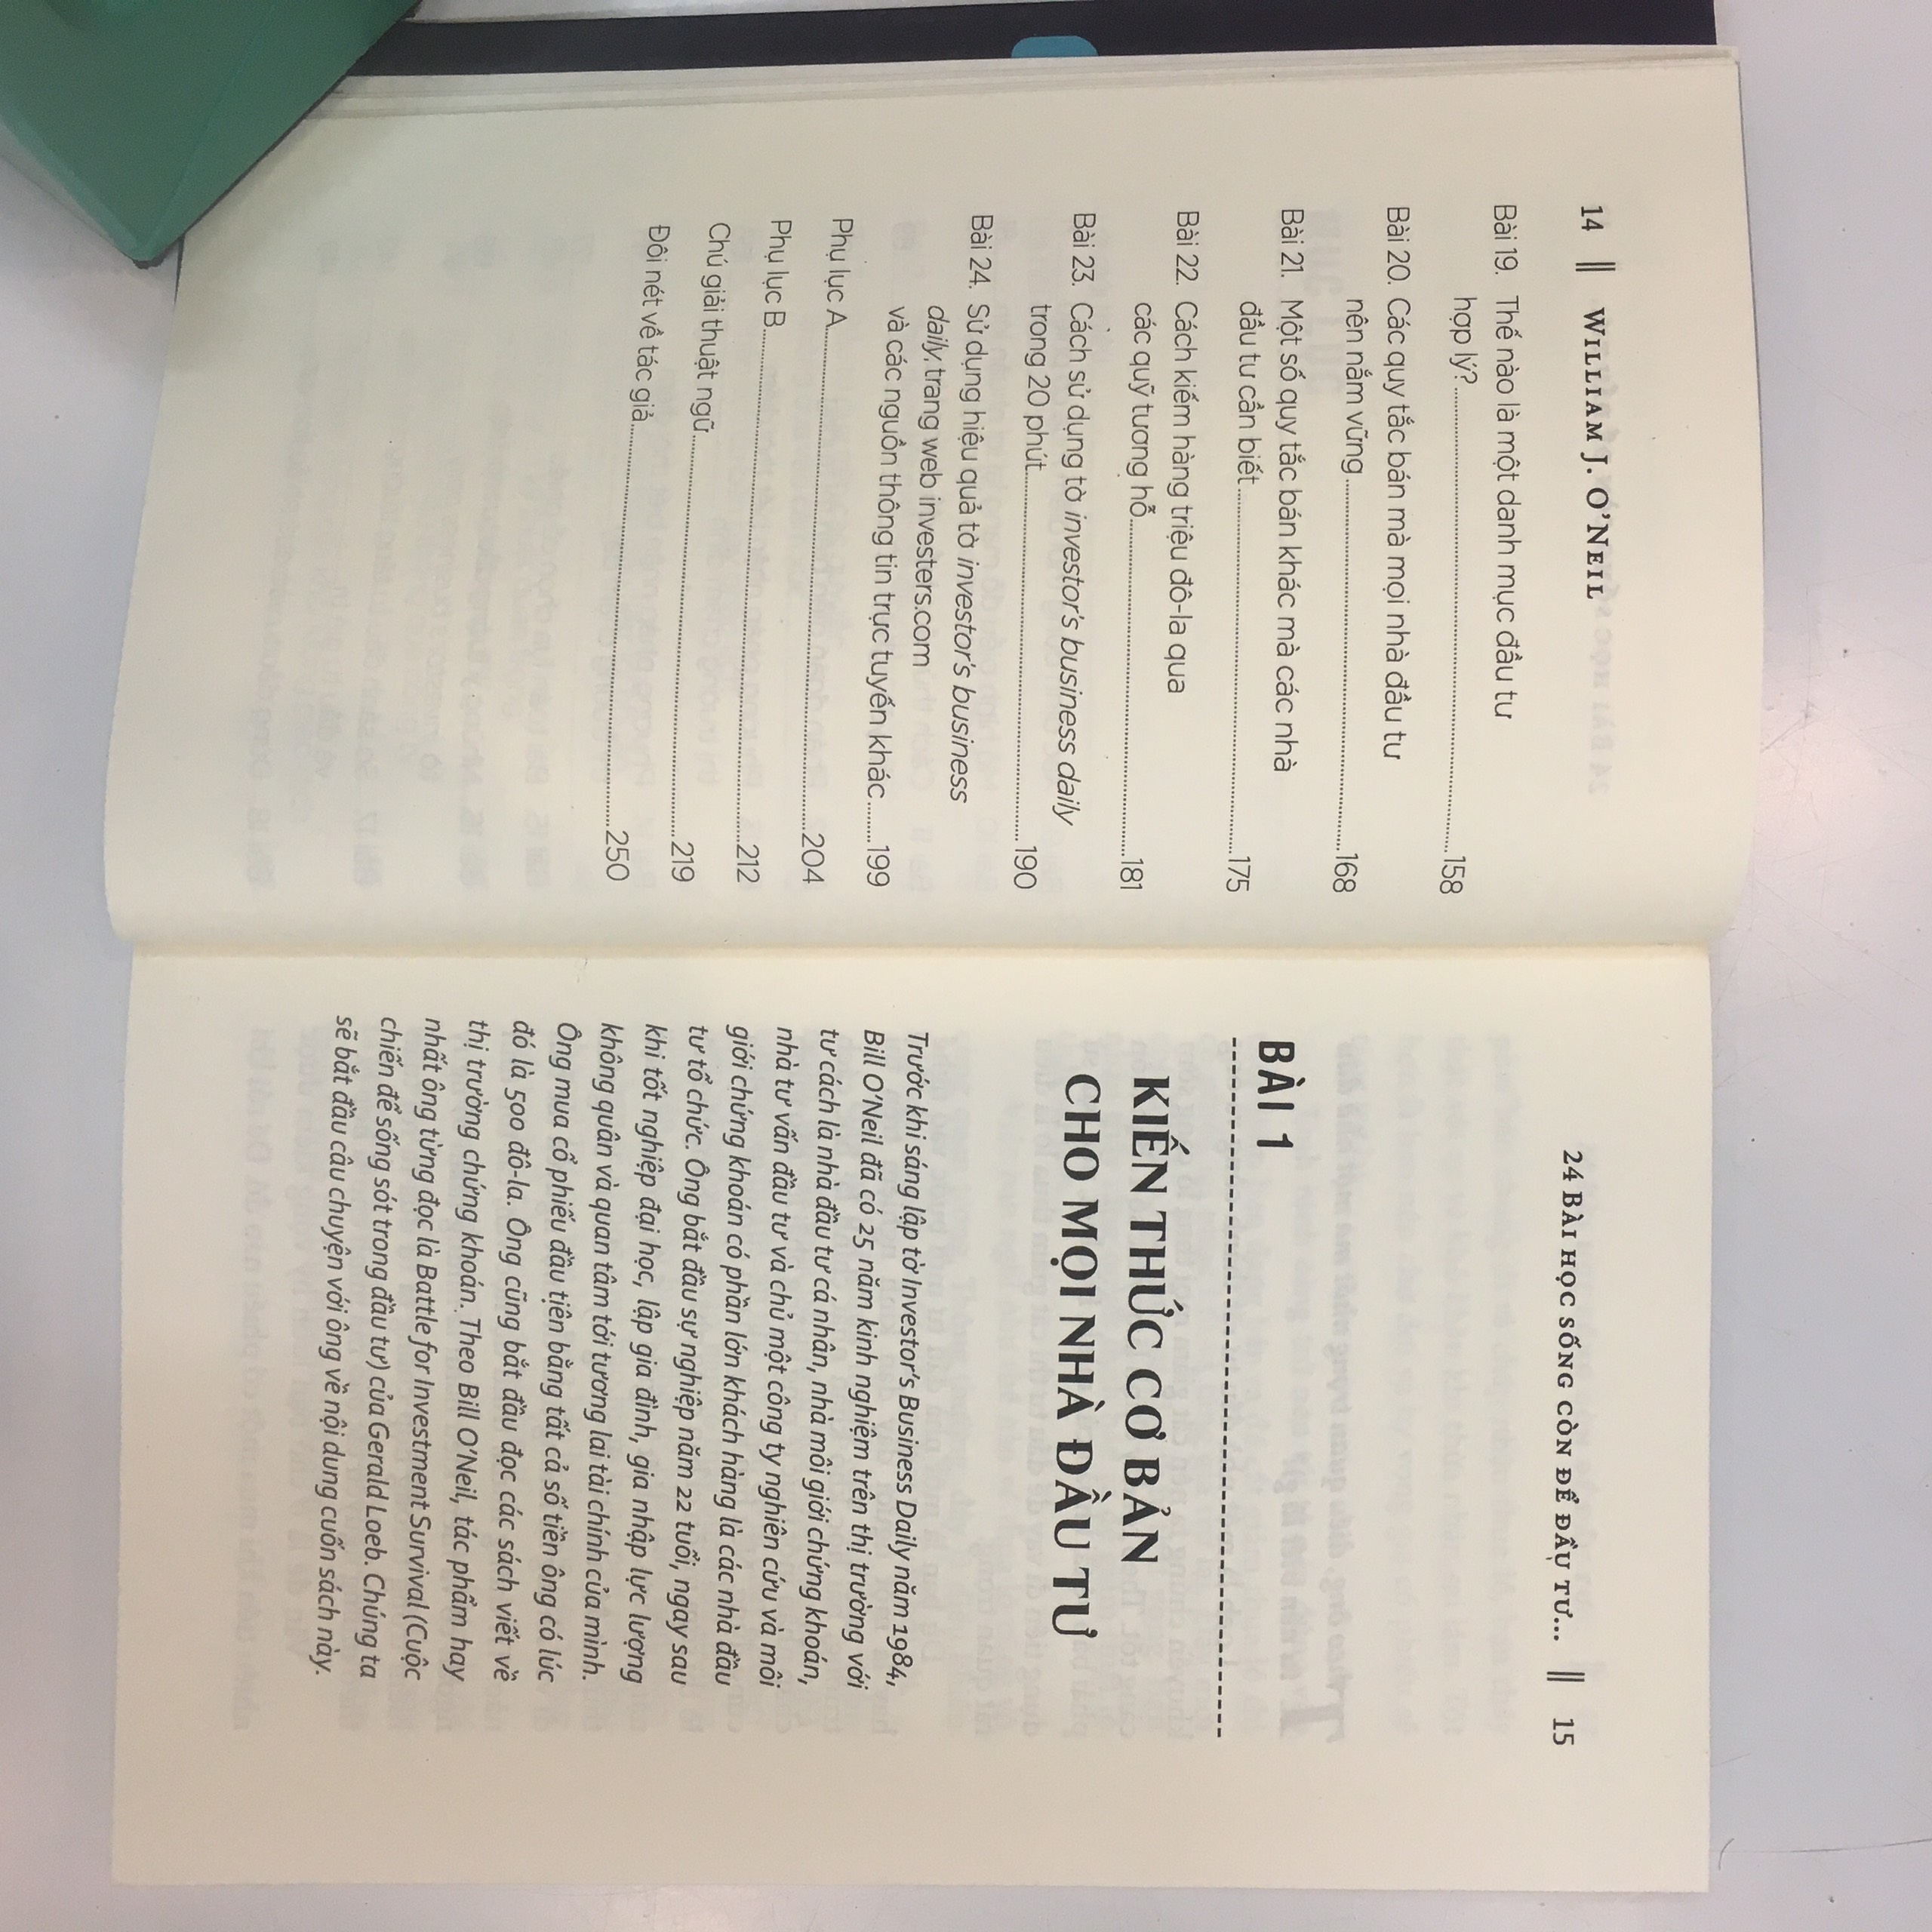 14 || WILLIAM J. O'NEIL
Bài 19. Thế nào là một danh mục đầu tư
hợp lý?..........158
Bài 20. Các quy tắc bán mà mọi nhà đầu tư
nên nắm vững..........168
Bài 21. Một số quy tắc bán khác mà các nhà
đầu tư cần biết..........175
Bài 22. Cách kiếm hàng triệu đô-la qua
các quỹ tương hỗ..........181
Bài 23. Cách sử dụng tờ investor's business daily
trong 20 phút..........190
Bài 24. Sử dụng hiệu quả tờ investor's business
daily, trang web investers.com
và các nguồn thông tin trực tuyến khác..........199
Phụ lục A..........204
Phụ lục B..........212
Chú giải thuật ngữ..........219
Đôi nét về tác giả..........250
24 BÀI HỌC SỐNG CÒN ĐỂ ĐẦU TƯ... || 15
BÀI 1
KIẾN THỨC CƠ BẢN
CHO MỌI NHÀ ĐẦU TƯ
Trước khi sáng lập tờ Investor's Business Daily năm 1984,
Bill O'Neil đã có 25 năm kinh nghiệm trên thị trường với
tư cách là nhà đầu tư cá nhân, nhà môi giới chứng khoán,
nhà tư vấn đầu tư và chủ một công ty nghiên cứu và môi
giới chứng khoán có phần lớn khách hàng là các nhà đầu
tư tổ chức. Ông bắt đầu sự nghiệp năm 22 tuổi, ngay sau
khi tốt nghiệp đại học, lập gia đình, gia nhập lực lượng
không quân và quan tâm tới tương lai tài chính của mình.
Ông mua cổ phiếu đầu tiên bằng tất cả số tiền ông có lúc
đó là 500 đô-la. Ông cũng bắt đầu đọc các sách viết về
thị trường chứng khoán. Theo Bill O'Neil, tác phẩm hay
nhất ông từng đọc là Battle for Investment Survival (Cuộc
chiến để sống sót trong đầu tư) của Gerald Loeb. Chúng ta
sẽ bắt đầu câu chuyện với ông về nội dung cuốn sách này.